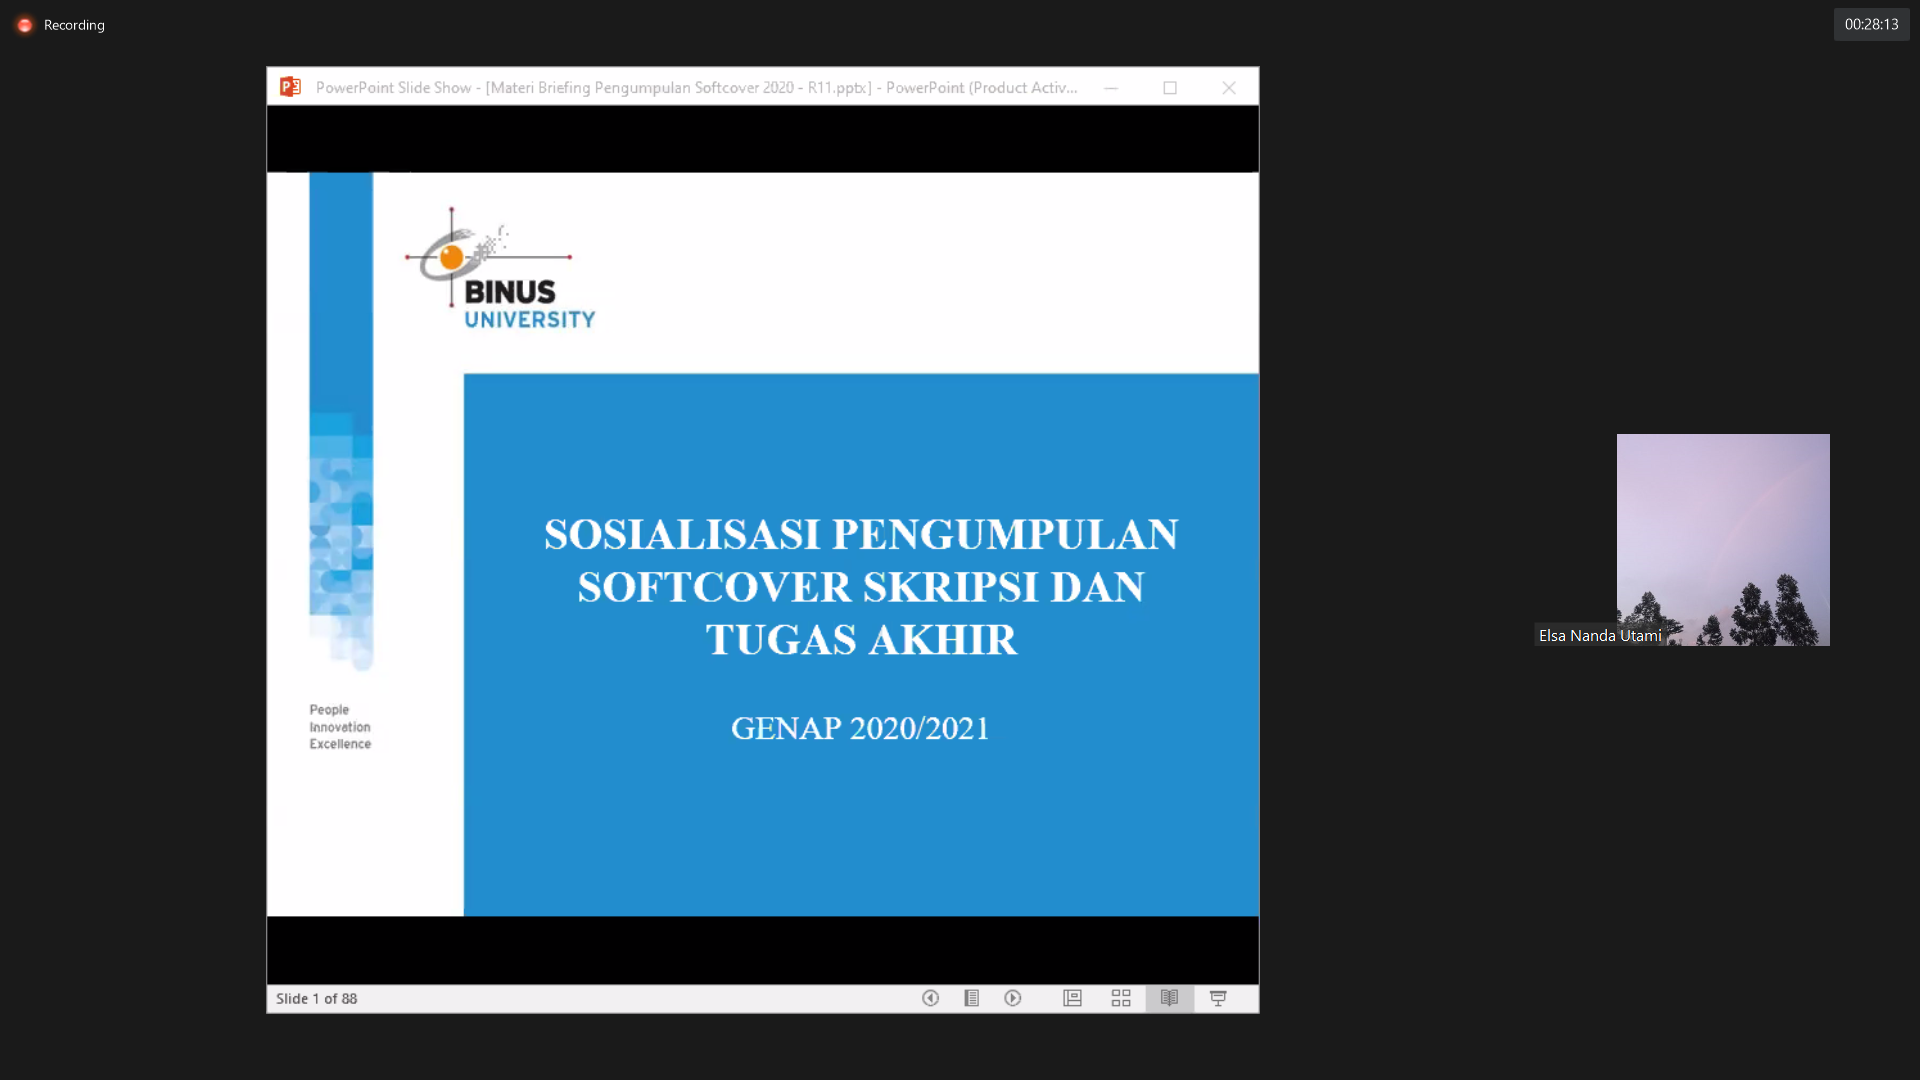 Recording
00:28:13
PowerPoint Slide Show - [Materi Briefing Pengumpulan Softcover 2020 - R11.pptx] - PowerPoint (Product Activ...
BINUS
UNIVERSITY
SOSIALISASI PENGUMPULAN
SOFTCOVER SKRIPSI DAN
TUGAS AKHIR
GENAP 2020/2021
People
Innovation
Excellence
Elsa Nanda Utami
Slide 1 of 88